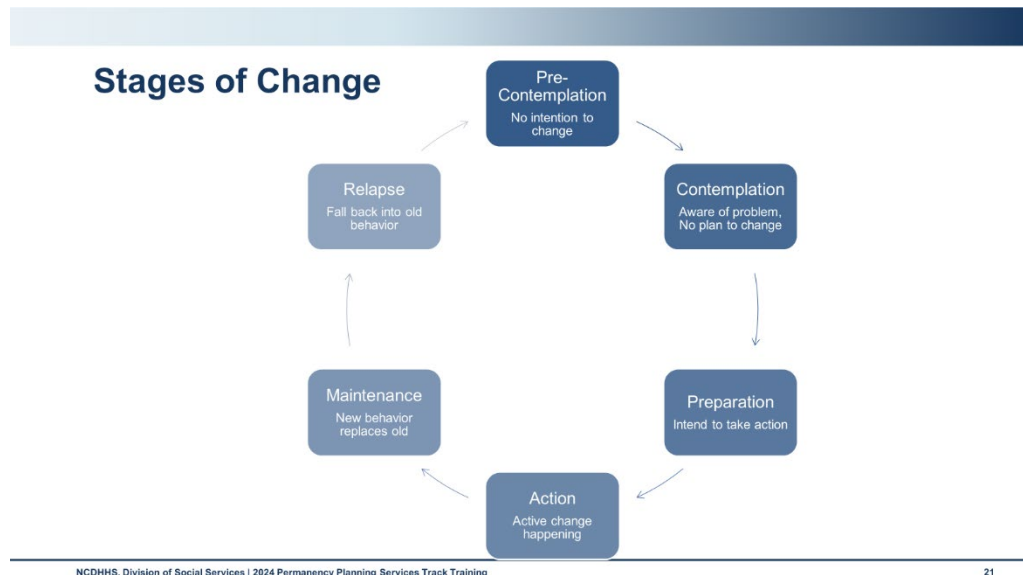 Stages of Change
Pre-
Contemplation
No intention to
change
Contemplation
Aware of problem,
No plan to change
Preparation
Intend to take action
Action
Active change
happening
Maintenance
New behavior
replaces old
Relapse
Fall back into old
behavior
NCDHHS, Division of Social Services | 2024 Permanency Planning Services Track Training
21